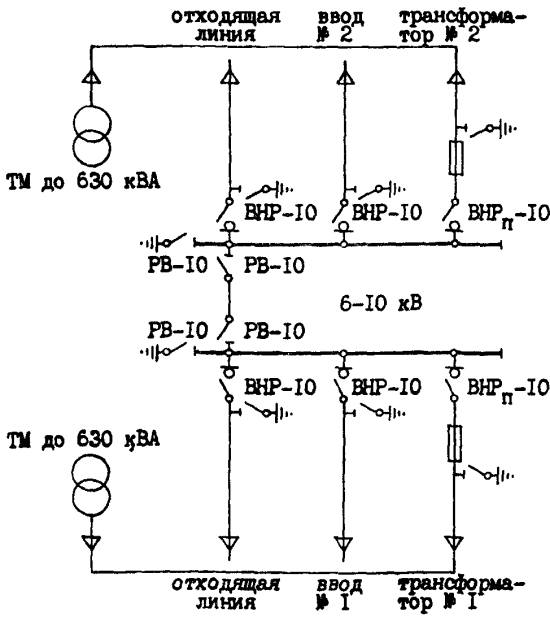 отходящая ввод трансформа-
линия № 2 тор № 2
ТМ до 630 кВА
ВНР-10 ВНР-10 ВНРп-10
РВ-10 РВ-10
6-10 кВ
РВ-10 РВ-10
ВНР-10 ВНР-10 ВНРп-10
ТМ до 630 кВА
отходящая ввод трансформа-
линия № I тор № I